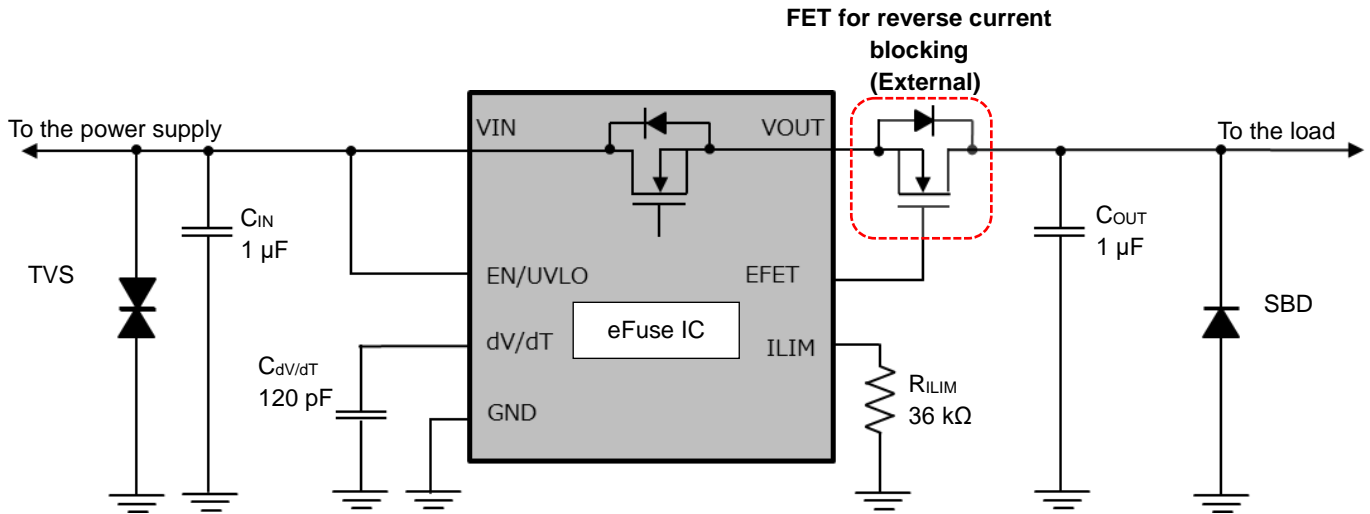 FET for reverse current
blocking
(External)
To the power supply
VIN
VOUT
To the load
CIN
1 µF
COUT
1 µF
TVS
EN/UVLO
EFET
SBD
eFuse IC
dV/dT
ILIM
CdV/dT
120 pF
RILIM
36 kΩ
GND